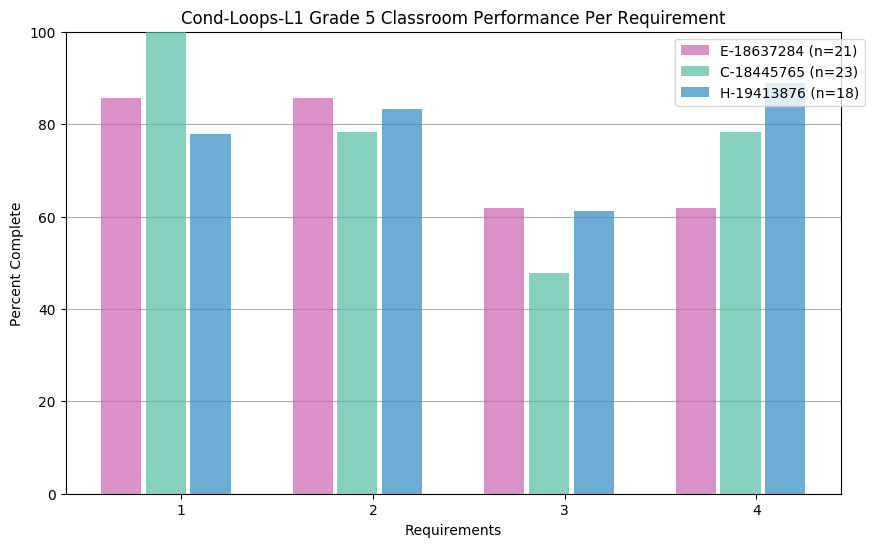 Cond-Loops-L1 Grade 5 Classroom Performance Per Requirement
E-18637284 (n=21)
C-18445765 (n=23)
H-19413876 (n=18)
Percent Complete
100
80
60
40
20
0
1 2 3 4
Requirements